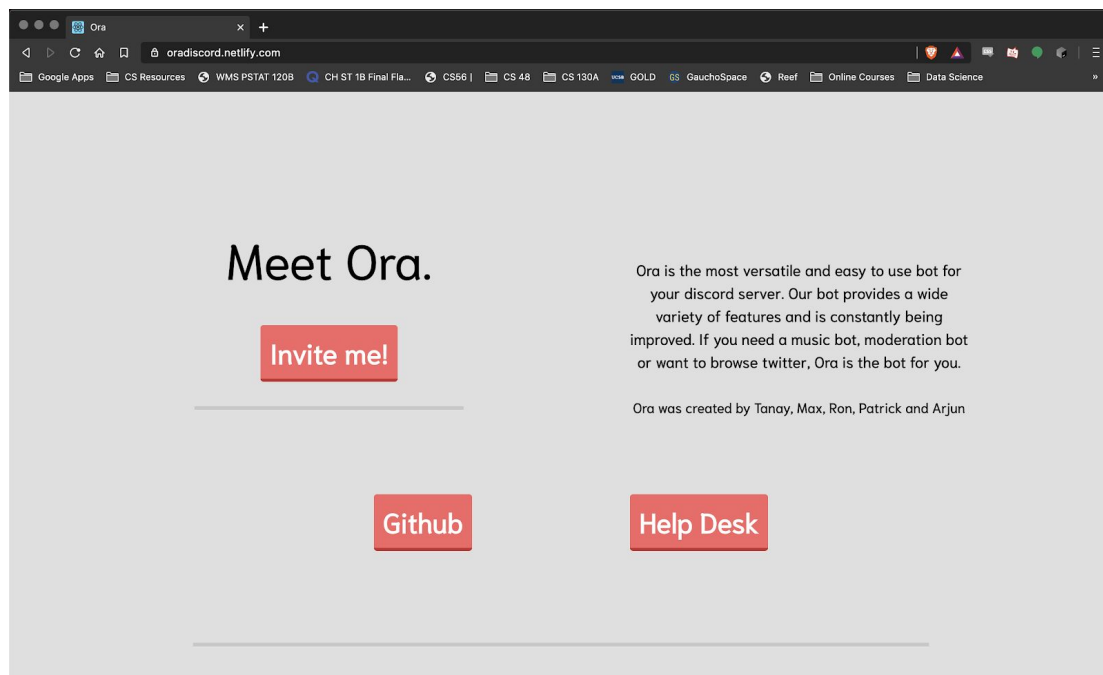 Ora
oradiscord.netlify.com
Google Apps CS Resources WMS PSTAT 120B CH ST 1B Final Fla... CS56 | CS 48 CS 130A UCSB GOLD GS GauchoSpace Reef Online Courses Data Science
Meet Ora.
Invite me!
Ora is the most versatile and easy to use bot for
your discord server. Our bot provides a wide
variety of features and is constantly being
improved. If you need a music bot, moderation bot
or want to browse twitter, Ora is the bot for you.
Ora was created by Tanay, Max, Ron, Patrick and Arjun
Github
Help Desk